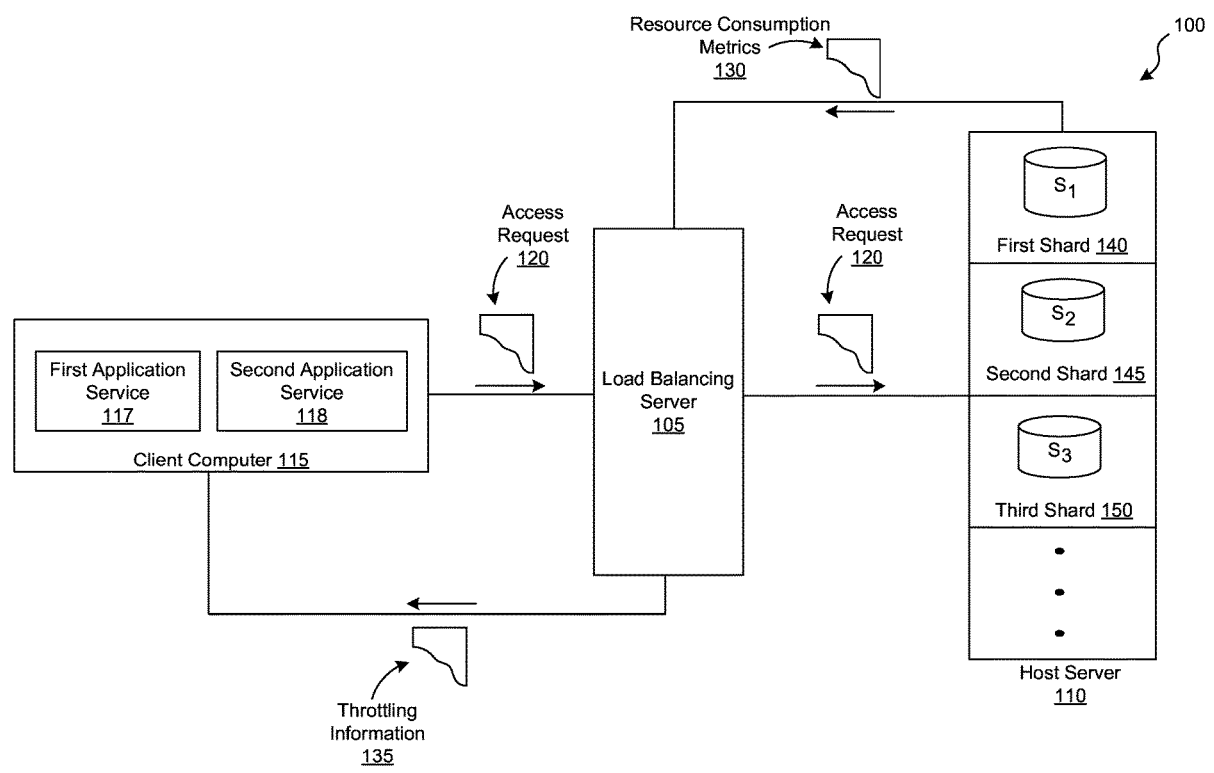 Resource Consumption
Metrics
130
100
S1
First Shard 140
Access
Request
120
Access
Request
120
S2
Second Shard 145
First Application
Service
117
Second Application
Service
118
Client Computer 115
Load Balancing
Server
105
S3
Third Shard 150
Host Server
110
Throttling
Information
135